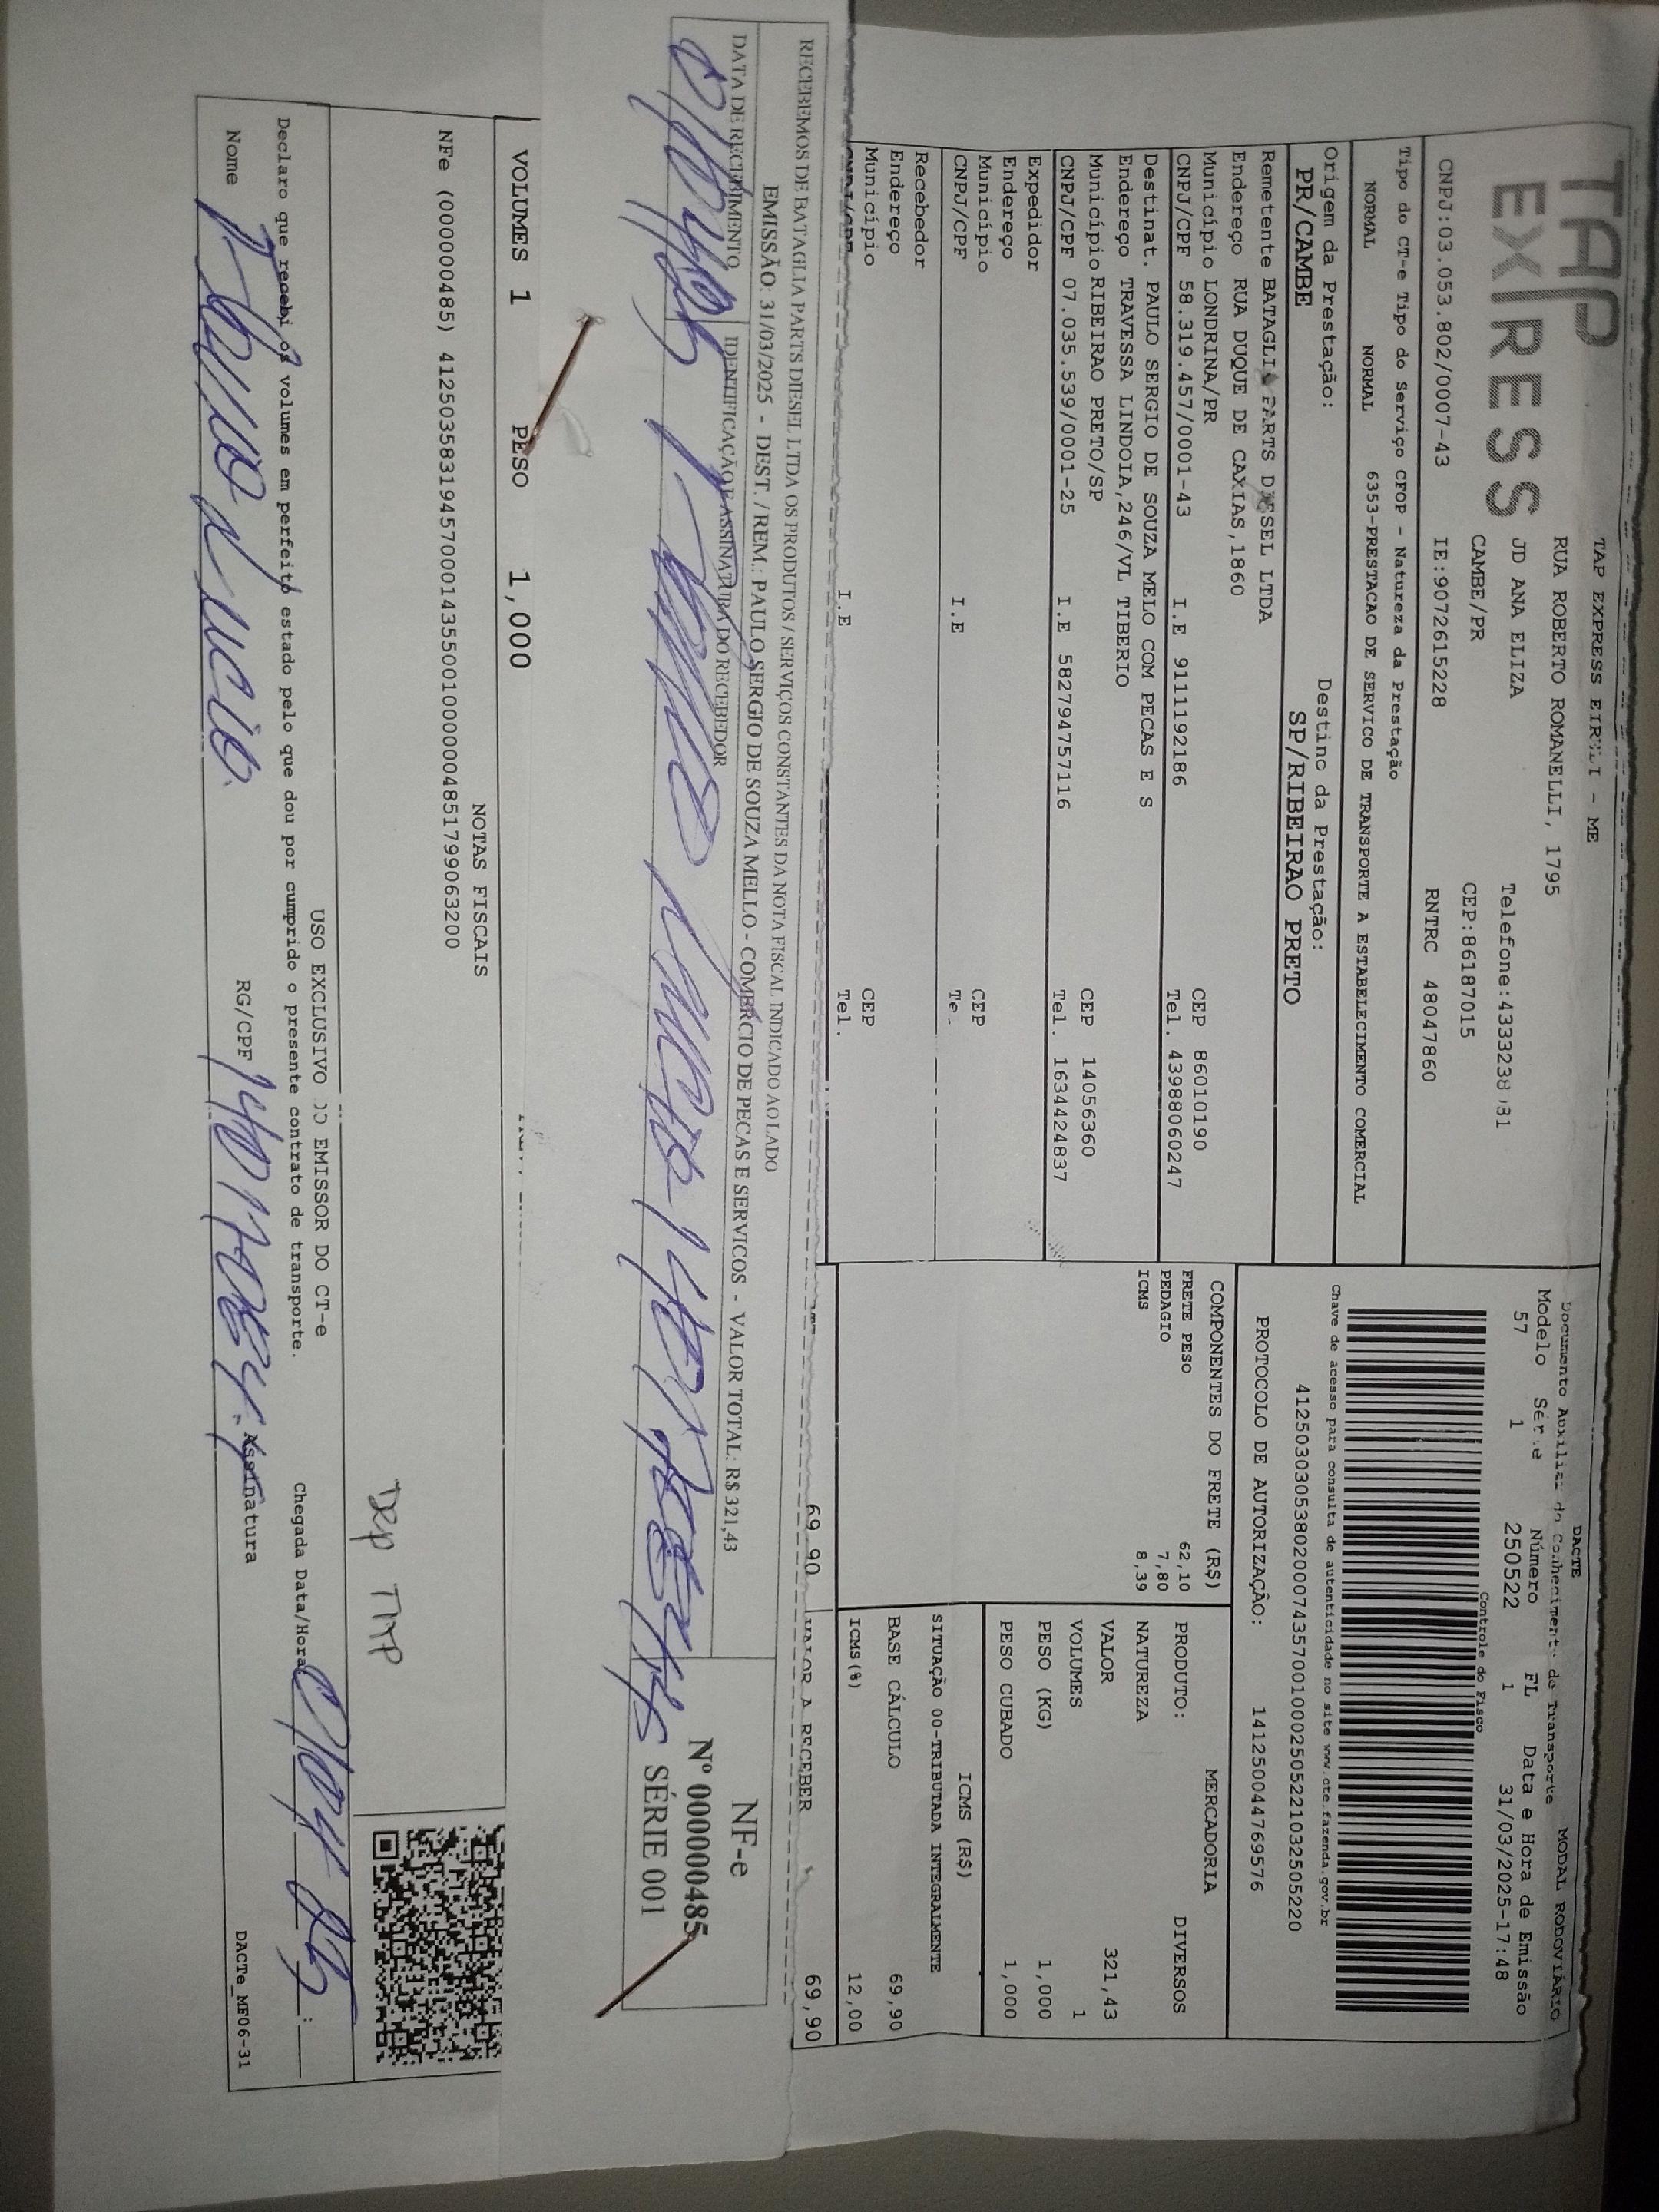 TAP EXPRESS EIRELI - ME
TAP
EXPRESS
RUA ROBERTO ROMANELLI, 1795
JD ANA ELIZA
Telefone:4333238
CAMBE/PR
CEP:86187015
CNPJ:03.053.802/0007-43
IE:9072615228
RNTRC 48047860
DACTE
MODAL RODOVIÁRIO
Documento Auxiliar do Conhecimento de Transporte
Modelo Série Número FL Data e Hora de Emissão
57 1 250522 1 31/03/2025-17:48
Controle do Fisco
Chave de acesso para consulta de autenticidade no site www.cte.fazenda.gov.br
41250303053802000743570010002505221032505220
PROTOCOLO DE AUTORIZAÇÃO: 141250044769576
Tipo do CT-e Tipo do Serviço CFOP - Natureza da Prestação
NORMAL NORMAL 6353-PRESTACAO DE SERVICO DE TRANSPORTE A ESTABELECIMENTO COMERCIAL
Origem da Prestação: Destino da Prestação:
PR/CAMBE SP/RIBEIRAO PRETO
Remetente BATAGLIA PARTS DIESEL LTDA
Endereço RUA DUQUE DE CAXIAS,1860
Município LONDRINA/PR CEP 86010190
CNPJ/CPF 58.319.457/0001-43 I.E 9111192186 Tel. 43988060247
Destinat. PAULO SERGIO DE SOUZA MELO COM PECAS E S
Endereço TRAVESSA LINDOIA,246/VL TIBERIO
Município RIBEIRAO PRETO/SP CEP 14056360
CNPJ/CPF 07.035.539/0001-25 I.E 582794757116 Tel. 1634424837
Expedidor
Endereço
Município CEP
CNPJ/CPF I.E
Recebedor
Endereço
Município CEP
CNPJ/CPF I.E Tel.
COMPONENTES DO FRETE (R$)
FRETE PESO 62,10
PEDAGIO 7,80
ICMS 8,39
69,90
MERCADORIA
PRODUTO: DIVERSOS
NATUREZA
VALOR 321,43
VOLUMES 1
PESO (KG) 1,000
PESO CUBADO 1,000
ICMS (R$)
SITUAÇÃO 00-TRIBUTADA INTEGRALMENTE
BASE CÁLCULO 69,90
ICMS(%) 12,00
VALOR A RECEBER 69,90
RECEBEMOS DE BATAGLIA PARTS DIESEL LTDA OS PRODUTOS / SERVIÇOS CONSTANTES DA NOTA FISCAL INDICADO AO LADO
EMISSÃO: 31/03/2025 - DEST. / REM.: PAULO SERGIO DE SOUZA MELLO - COMERCIO DE PECAS E SERVICOS - VALOR TOTAL: R$ 321,43
DATA DE RECEBIMENTO
IDENTIFICAÇÃO E ASSINATURA DO RECEBEDOR
NF-e
Nº 000000485
SÉRIE 001
VOLUMES 1 PESO 1,000
NOTAS FISCAIS
NFe (000000485) 41250358319457000143550010000004851799063200
Dep TAP
USO EXCLUSIVO DO EMISSOR DO CT-e
Declaro que recebi os volumes em perfeito estado pelo que dou por cumprido o presente contrato de transporte.
Chegada Data/Hora
Nome
RG/CPF
Assinatura
DACTe_MF06-31